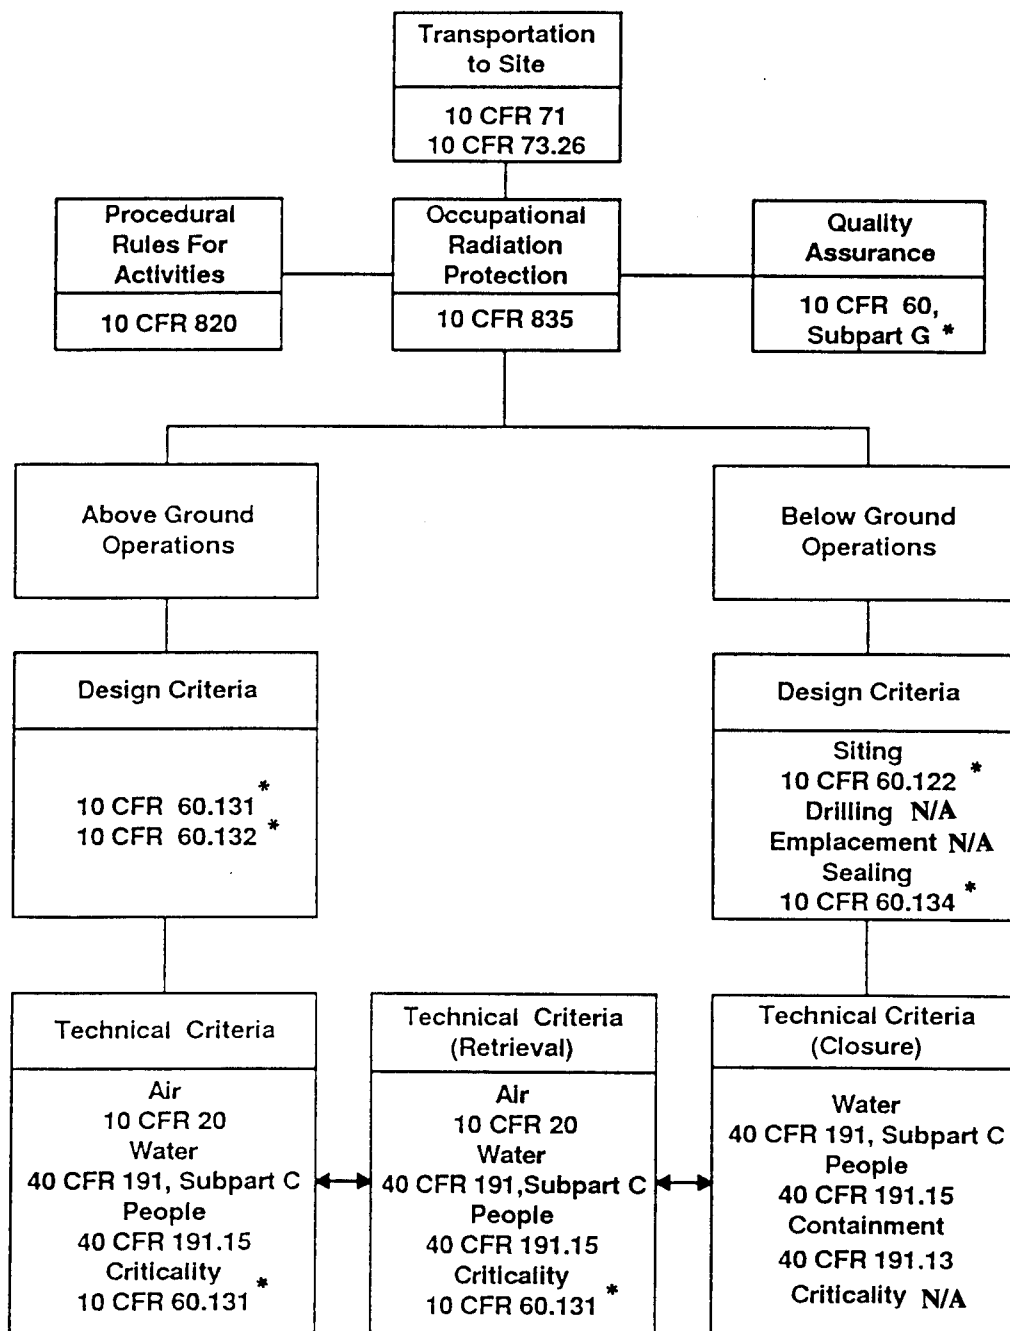 Transportation
to Site
10 CFR 71
10 CFR 73.26
Procedural
Rules For
Activities
10 CFR 820
Occupational
Radiation
Protection
10 CFR 835
Quality
Assurance
10 CFR 60,
Subpart G *
Above Ground
Operations
Below Ground
Operations
Design Criteria
10 CFR 60.131 *
10 CFR 60.132 *
Design Criteria
Siting
10 CFR 60.122 *
Drilling N/A
Emplacement N/A
Sealing
10 CFR 60.134 *
Technical Criteria
Air
10 CFR 20
Water
40 CFR 191, Subpart C
People
40 CFR 191.15
Criticality
10 CFR 60.131 *
Technical Criteria
(Retrieval)
Air
10 CFR 20
Water
40 CFR 191,Subpart C
People
40 CFR 191.15
Criticality
10 CFR 60.131 *
Technical Criteria
(Closure)
Water
40 CFR 191, Subpart C
People
40 CFR 191.15
Containment
40 CFR 191.13
Criticality N/A